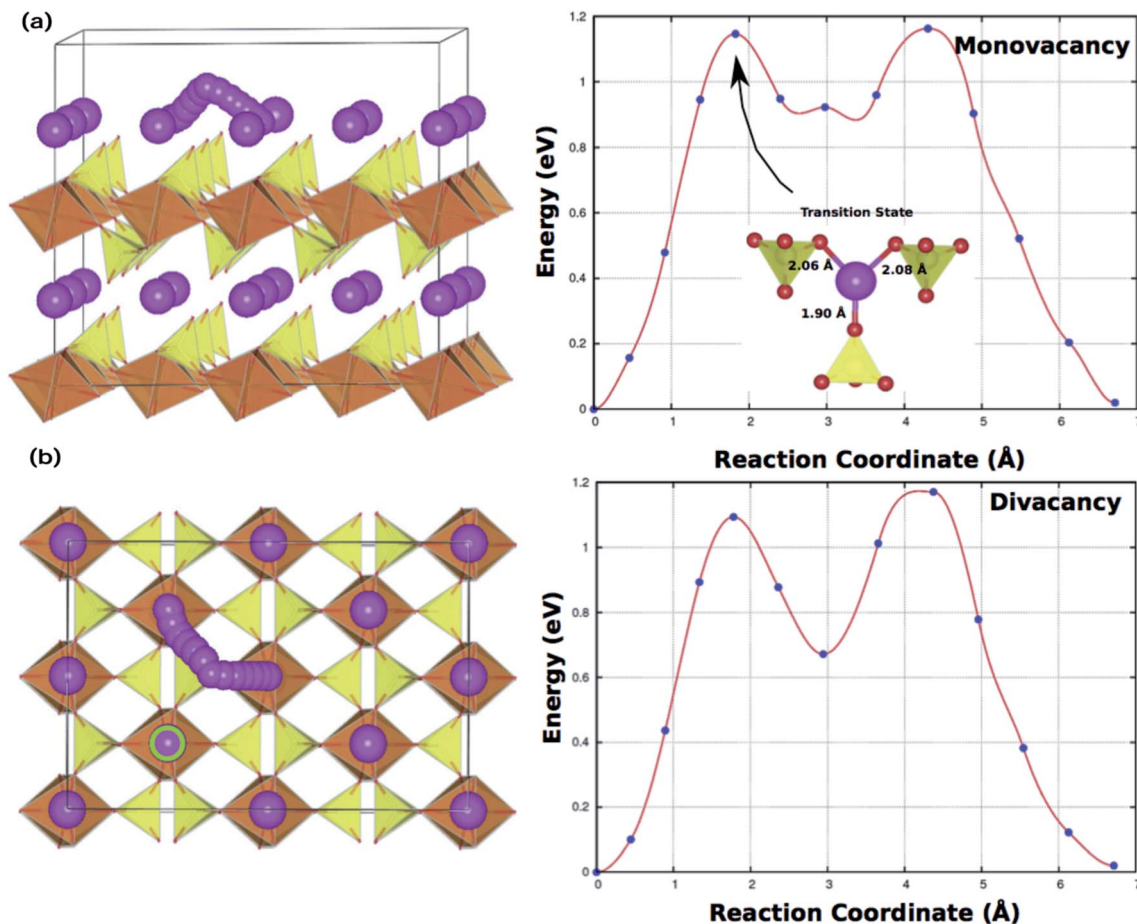 (a)
Monovacancy
Energy (eV)
1.2
1
0.8
0.6
0.4
0.2
0
Transition State
2.06 Å
2.08 Å
1.90 Å
0 1 2 3 4 5 6 7
Reaction Coordinate (Å)
(b)
Divacancy
Energy (eV)
1.2
1
0.8
0.6
0.4
0.2
0
0 1 2 3 4 5 6 7
Reaction Coordinate (Å)